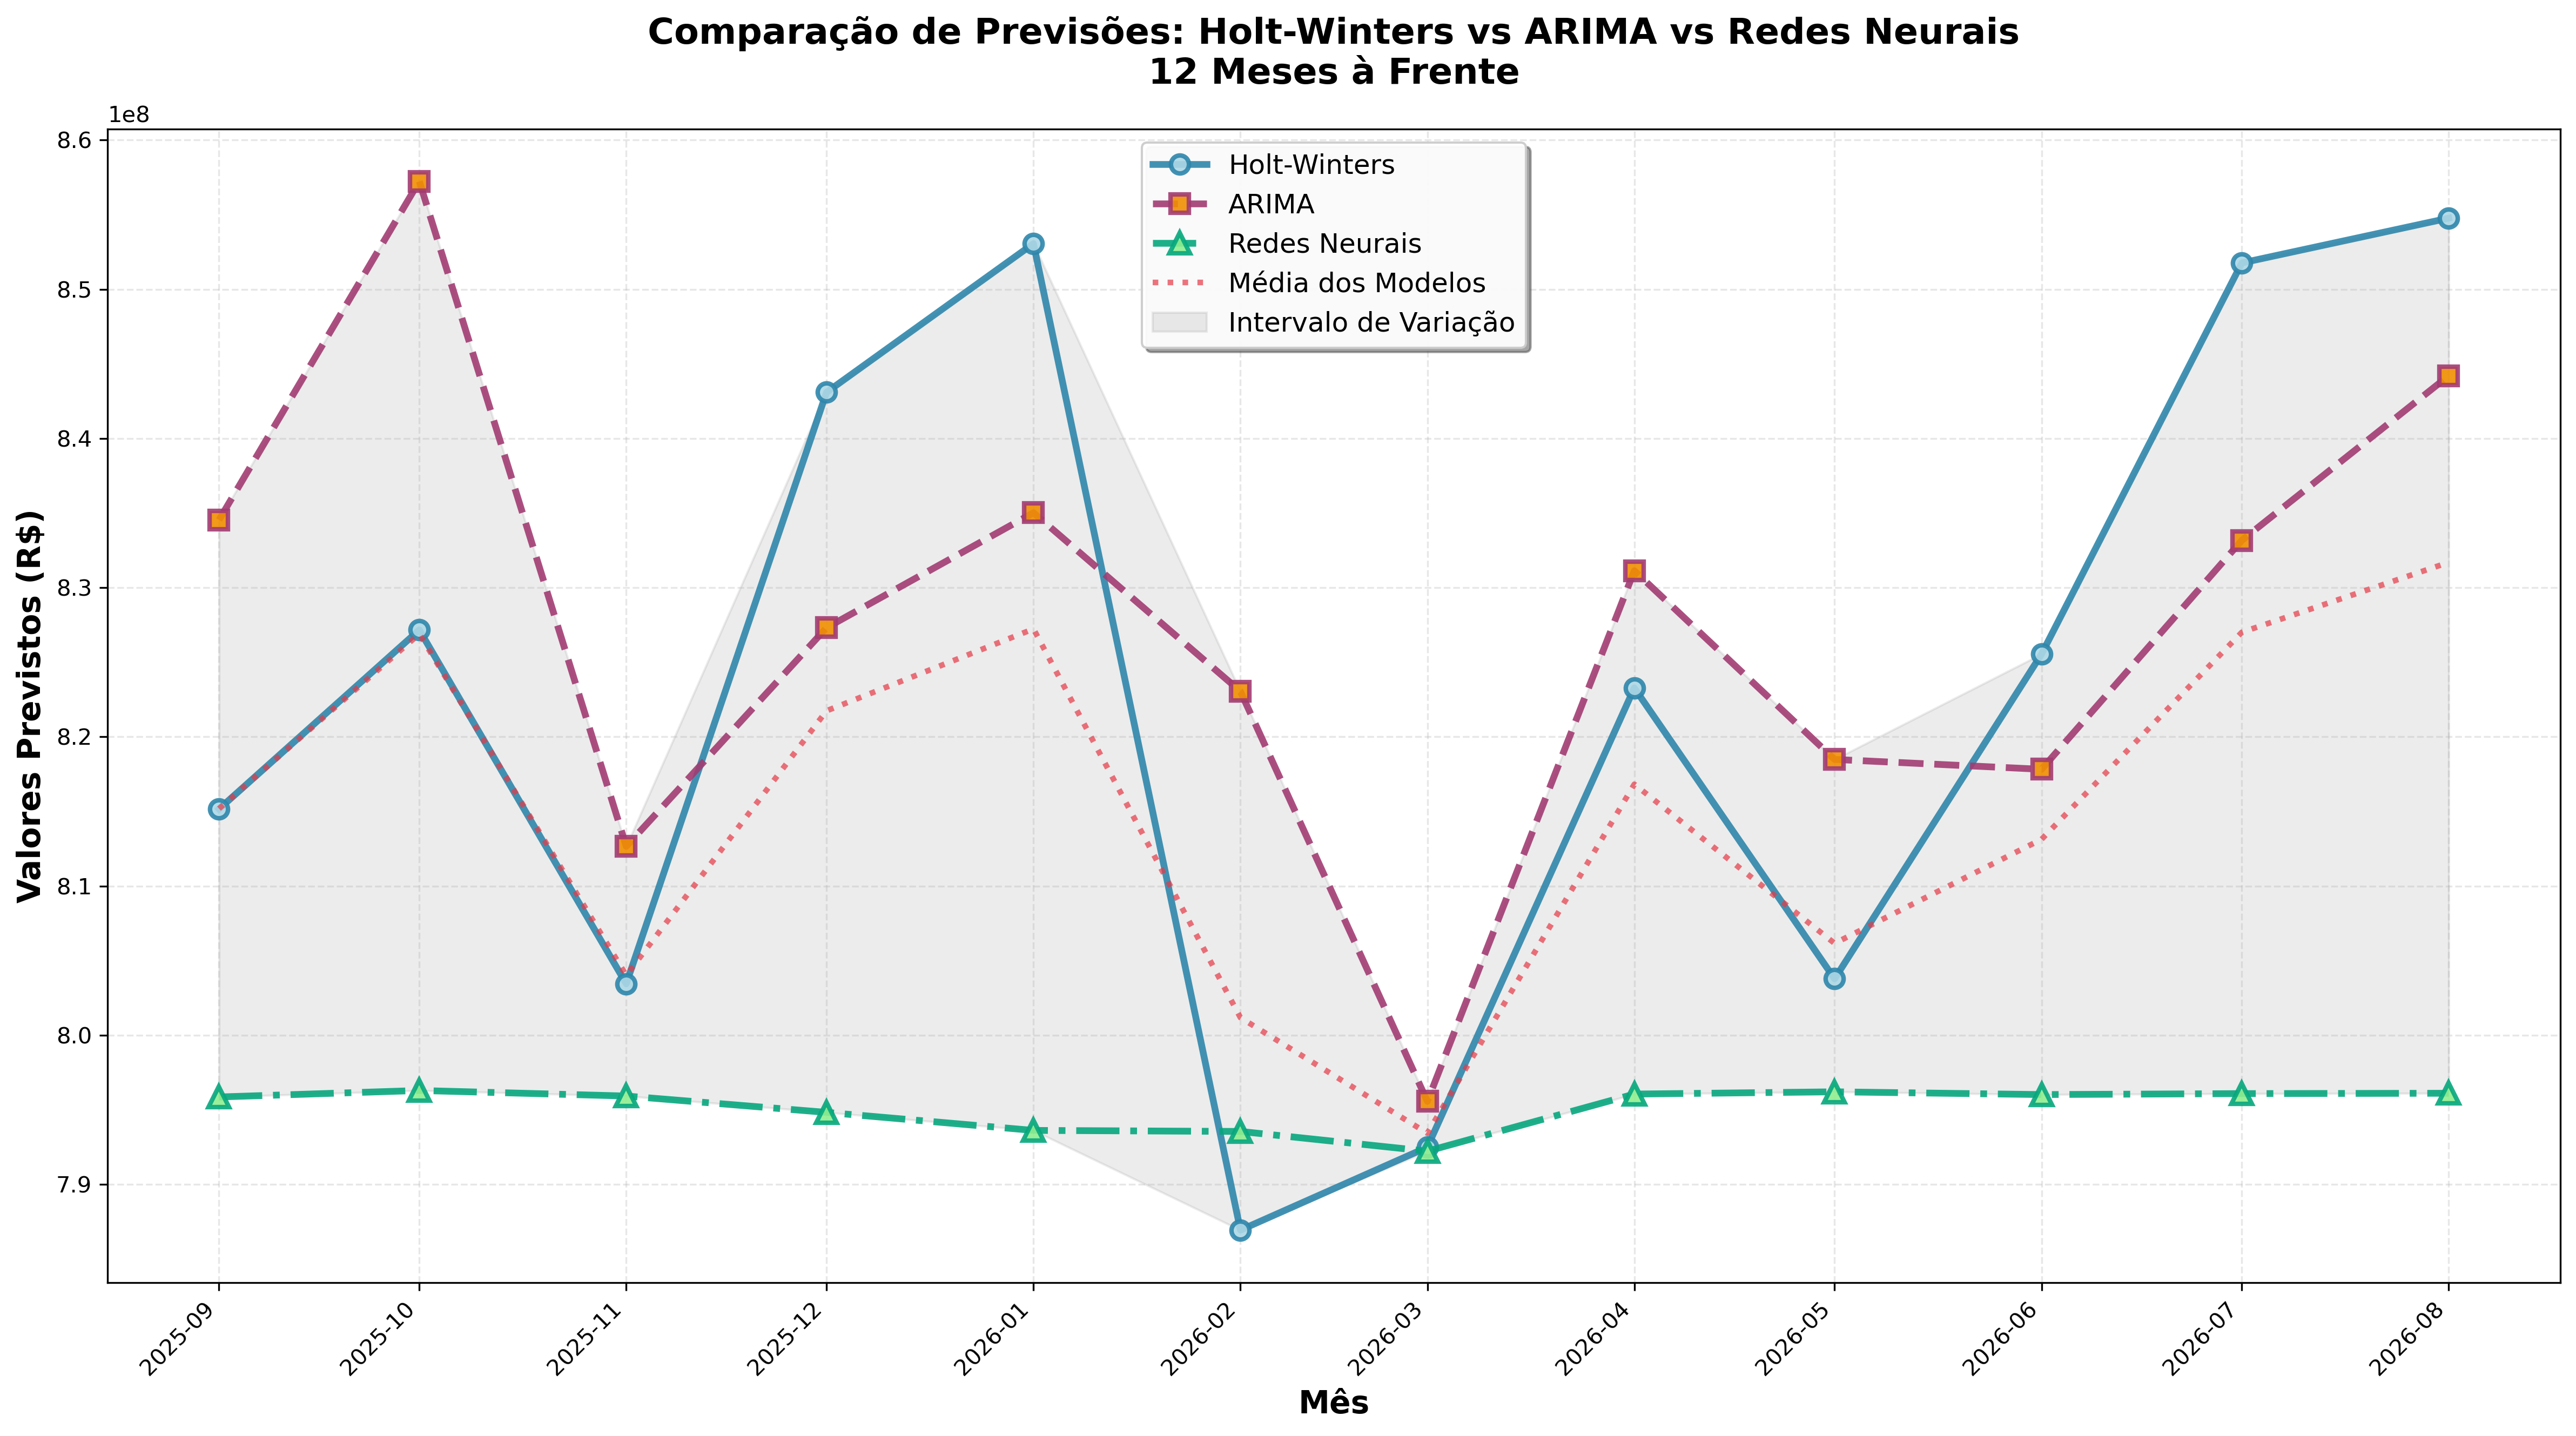 Comparação de Previsões: Holt-Winters vs ARIMA vs Redes Neurais
12 Meses à Frente
1e8
8.6
8.5
8.4
8.3
8.2
8.1
8.0
7.9
Valores Previstos (R$)
Holt-Winters
ARIMA
Redes Neurais
Média dos Modelos
Intervalo de Variação
2025-09
2025-10
2025-11
2025-12
2026-01
2026-02
2026-03
2026-04
2026-05
2026-06
2026-07
2026-08
Mês